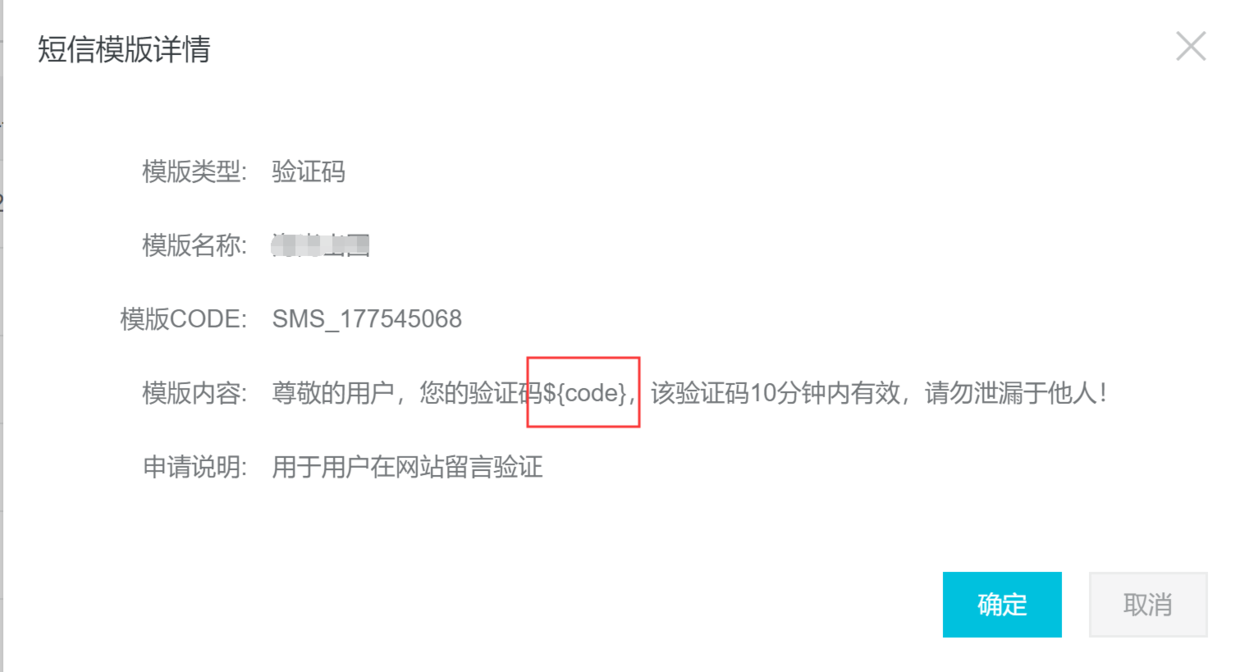 短信模版详情
模版类型: 验证码
模版名称:
模版CODE: SMS_177545068
模版内容: 尊敬的用户，您的验证码${code}，该验证码10分钟内有效，请勿泄漏于他人！
申请说明: 用于用户在网站留言验证
确定 取消